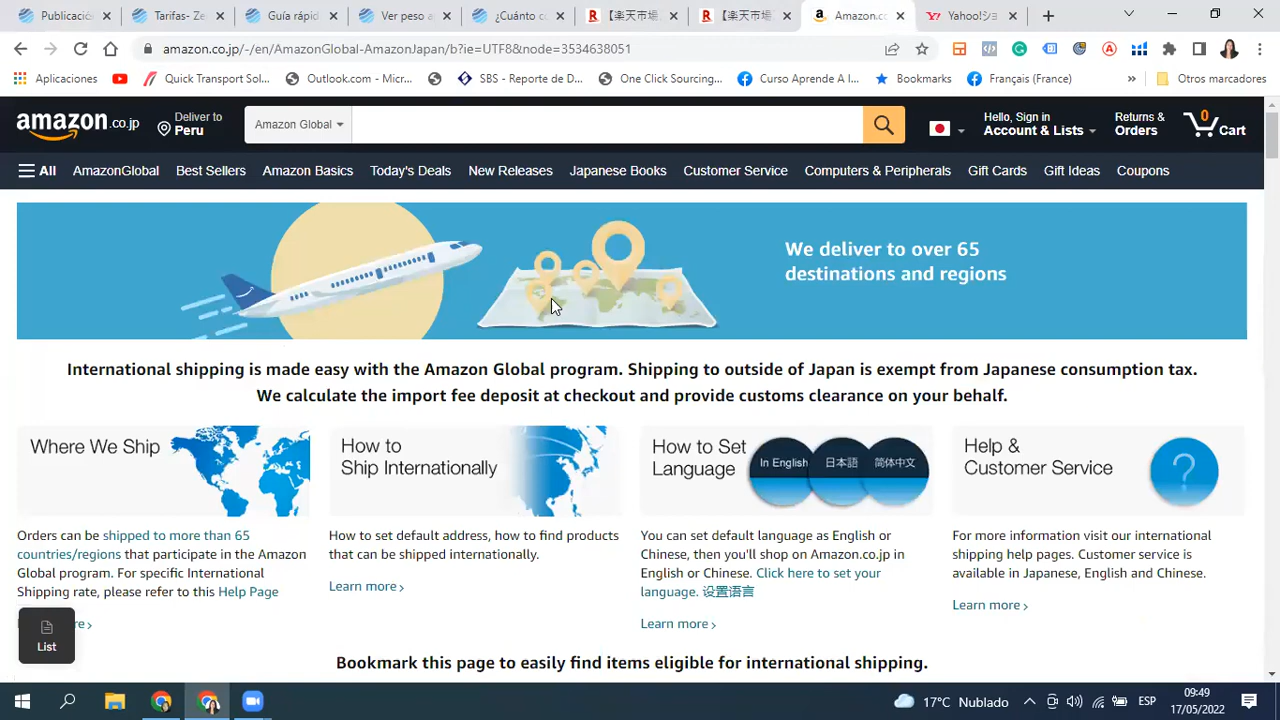 Publicació
Tarifas- Ze
Guía rápid
Ver peso a
¿Cuánto c
【楽天市場
【楽天市場
Amazon.co
Yahoo!ショ
amazon.co.jp/-/en/AmazonGlobal-AmazonJapan/b?ie=UTF8&node=3534638051
Aplicaciones
Quick Transport Sol...
Outlook.com - Micr...
SBS - Reporte de D...
One Click Sourcing...
Curso Aprende A I...
Bookmarks
Français (France)
»
Otros marcadores
amazon.co.jp
Deliver to
Peru
Amazon Global
Hello, Sign in
Account & Lists
Returns &
Orders
0
Cart
All
AmazonGlobal
Best Sellers
Amazon Basics
Today's Deals
New Releases
Japanese Books
Customer Service
Computers & Peripherals
Gift Cards
Gift Ideas
Coupons
We deliver to over 65
destinations and regions
International shipping is made easy with the Amazon Global program. Shipping to outside of Japan is exempt from Japanese consumption tax.
We calculate the import fee deposit at checkout and provide customs clearance on your behalf.
Where We Ship
Orders can be shipped to more than 65
countries/regions that participate in the Amazon
Global program. For specific International
Shipping rate, please refer to this Help Page
re ›
How to
Ship Internationally
How to set default address, how to find products
that can be shipped internationally.
Learn more ›
How to Set
Language
In English
日本語
简体中文
You can set default language as English or
Chinese, then you'll shop on Amazon.co.jp in
English or Chinese. Click here to set your
language. 设置语言
Learn more ›
Help &
Customer Service
?
For more information visit our international
shipping help pages. Customer service is
available in Japanese, English and Chinese.
Learn more ›
List
Bookmark this page to easily find items eligible for international shipping.
17°C Nublado
ESP
09:49
17/05/2022